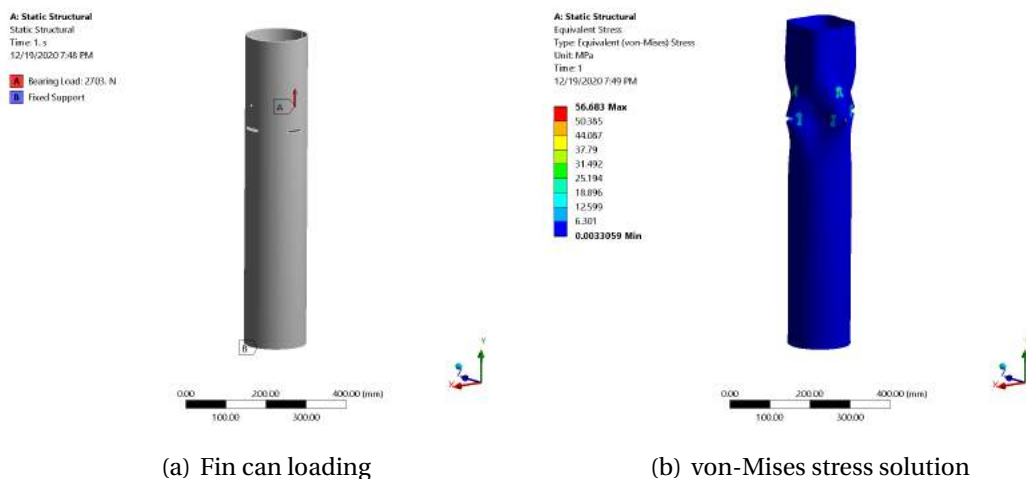 A: Static Structural
Static Structural
Time: 1. s
12/19/2020 7:48 PM
A Bearing Load: 2703. N
B Fixed Support
A
B
Y
X
0.00 200.00 400.00 (mm)
100.00 300.00
(a) Fin can loading
A: Static Structural
Equivalent Stress
Type: Equivalent (von-Mises) Stress
Unit: MPa
Time: 1
12/19/2020 7:49 PM
56.683 Max
50.385
44.087
37.79
31.492
25.194
18.896
12.599
6.301
0.0033059 Min
Y
X
0.00 200.00 400.00 (mm)
100.00 300.00
(b) von-Mises stress solution